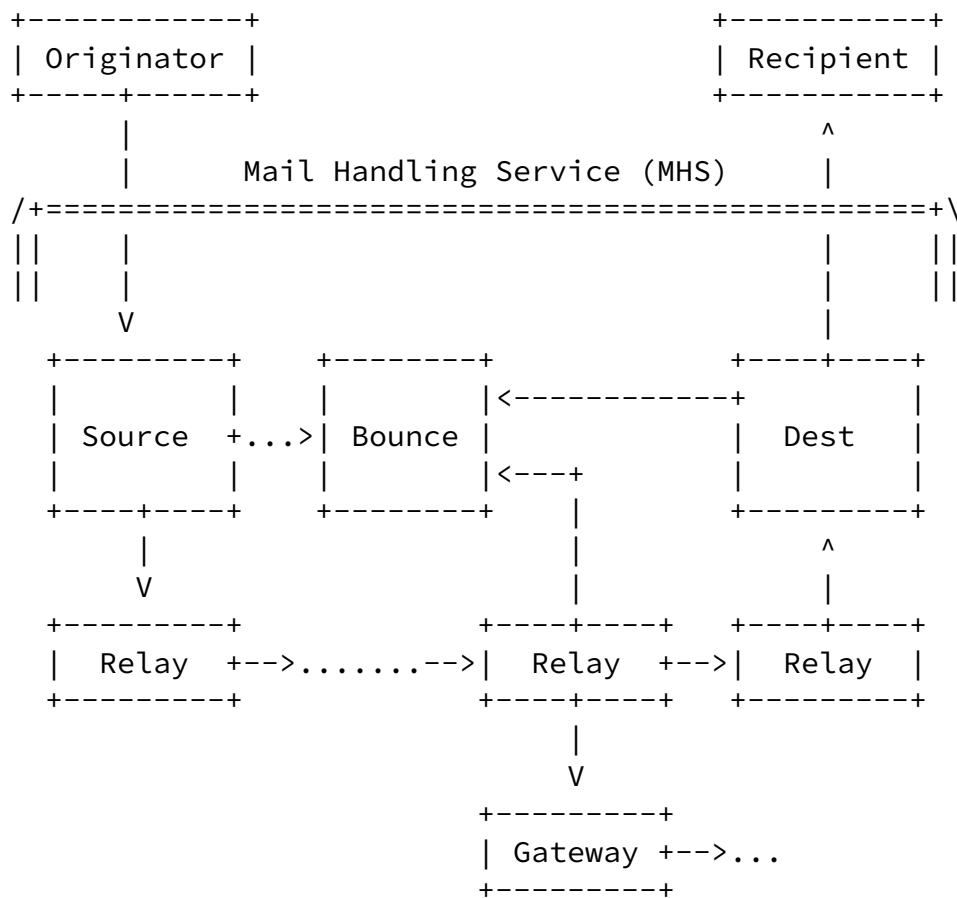 +------------+                         +-----------+
| Originator |                         | Recipient |
+-----+------+                         +-----------+
      |                                      ^
      |      Mail Handling Service (MHS)     |
/+=================================================+\
||    |                                      |     ||
||    |                                      |     ||
      V                                      |
  +---------+    +--------+             +----+----+
  |         |    |        |<------------+         |
  | Source  +...>| Bounce |             |  Dest   |
  |         |    |        |<---+        |         |
  +----+----+    +--------+    |        +---------+
       |                       |             ^
       V                       |             |
  +---------+             +----+----+   +----+----+
  |  Relay  +-->.......-->|  Relay  +-->|  Relay  |
  +---------+             +----+----+   +---------+
                               |
                               V
                          +---------+
                          | Gateway +-->...
                          +---------+